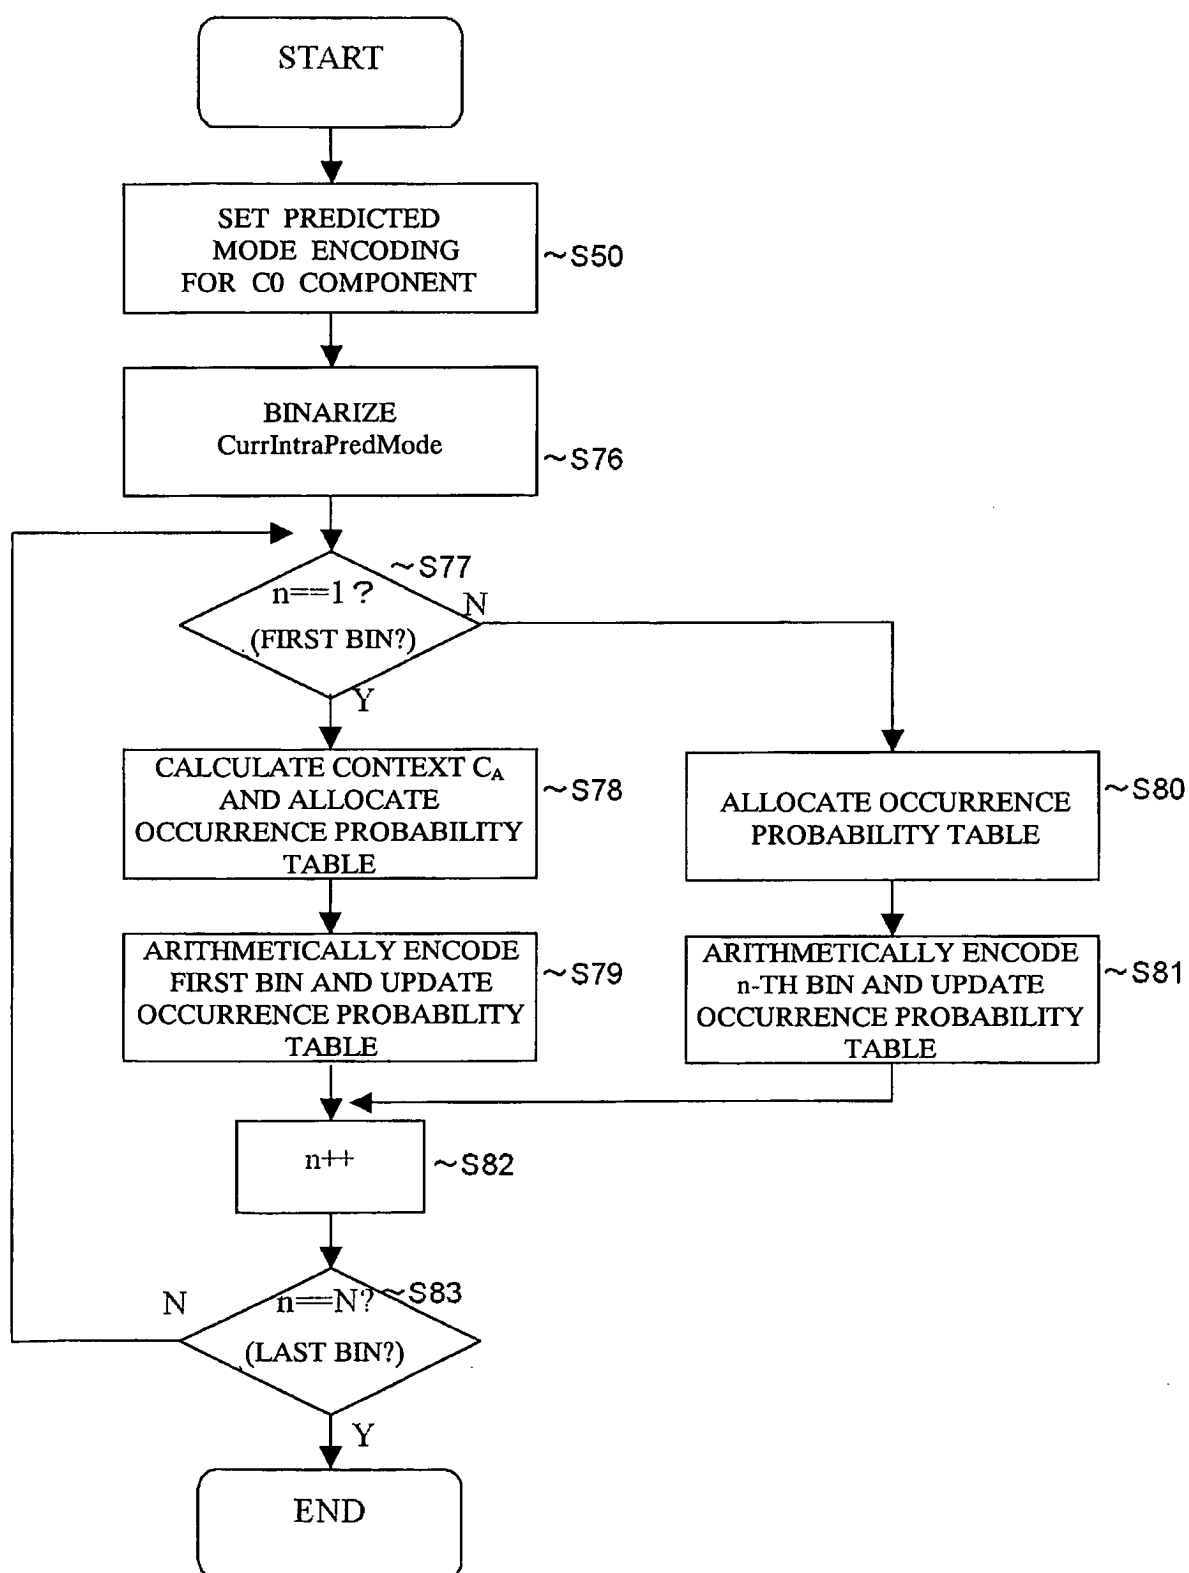 START
SET PREDICTED
MODE ENCODING
FOR C0 COMPONENT
~S50
BINARIZE
CurrIntraPredMode
~S76
~S77
n==1?
(FIRST BIN?)
N
Y
CALCULATE CONTEXT CA
AND ALLOCATE
OCCURRENCE PROBABILITY
TABLE
~S78
ALLOCATE OCCURRENCE
PROBABILITY TABLE
~S80
ARITHMETICALLY ENCODE
FIRST BIN AND UPDATE
OCCURRENCE PROBABILITY
TABLE
~S79
ARITHMETICALLY ENCODE
n-TH BIN AND UPDATE
OCCURRENCE PROBABILITY
TABLE
~S81
n++
~S82
~S83
N
n==N?
(LAST BIN?)
Y
END